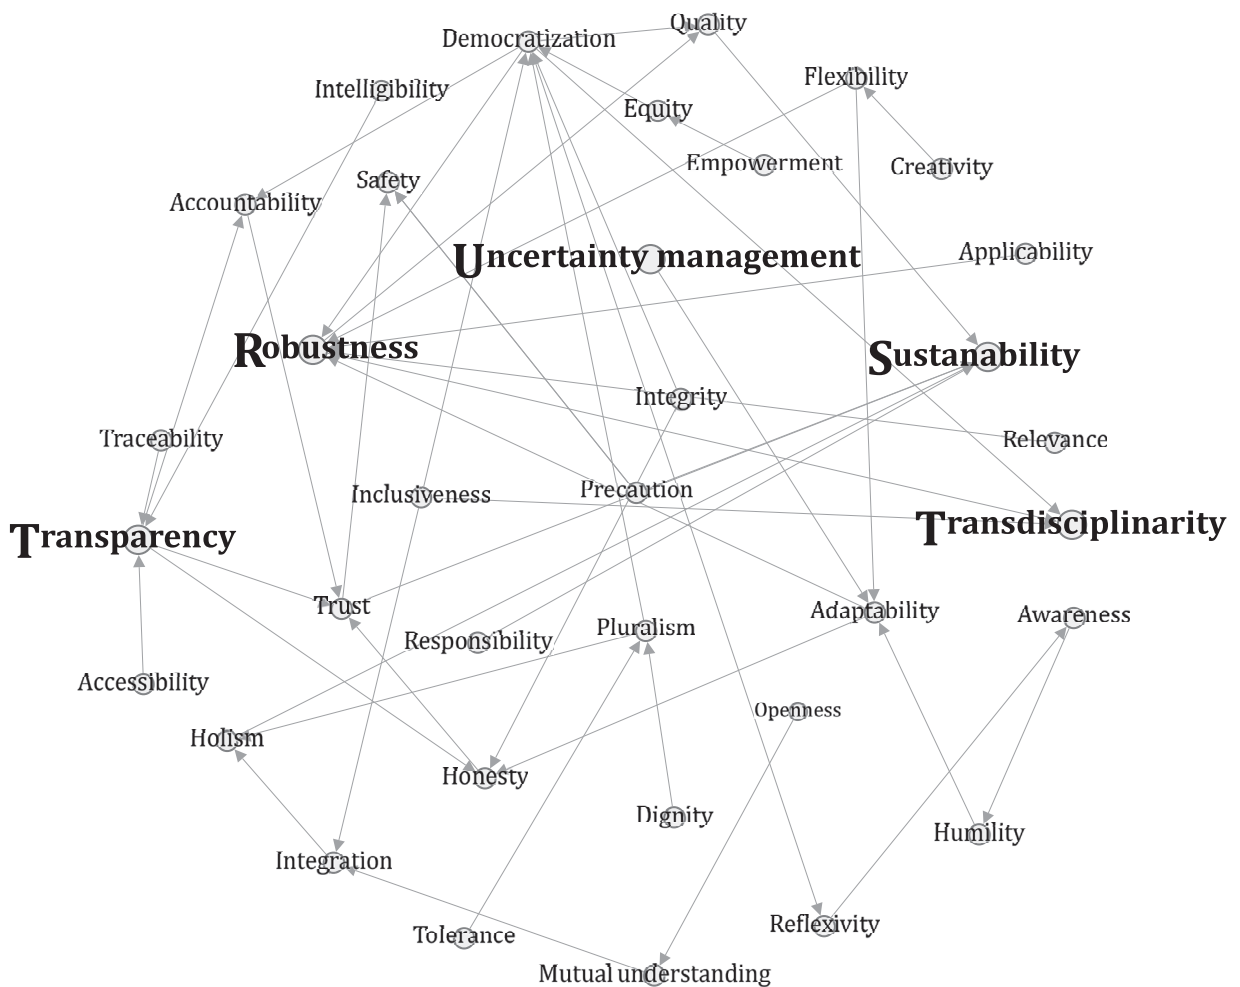 Quality
Democratization
Flexibility
Intelligibility
Equity
Empowerment
Creativity
Safety
Accountability
Uncertainty management
Applicability
Robustness
Sustanability
Integrity
Traceability
Relevance
Precaution
Inclusiveness
Transparency
Transdisciplinarity
Trust
Adaptability
Awareness
Pluralism
Responsibility
Accessibility
Openness
Holism
Honesty
Dignity
Humility
Integration
Reflexivity
Tolerance
Mutual understanding